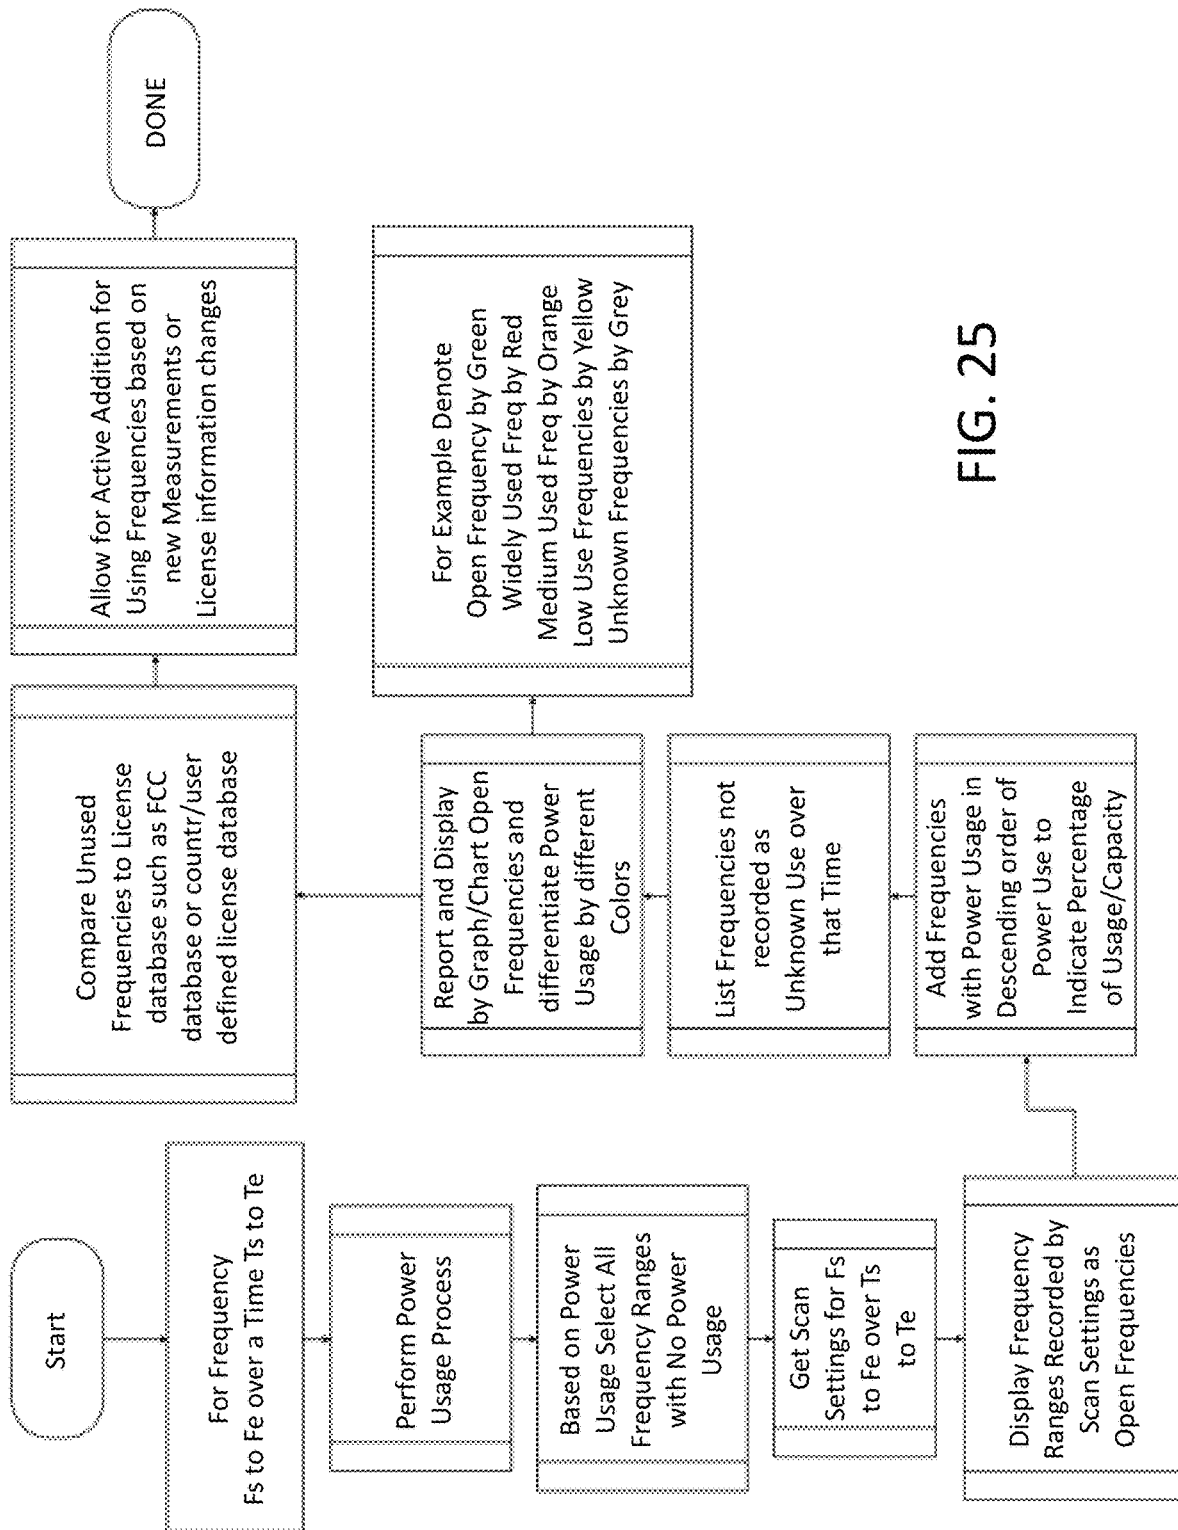 Start
For Frequency
Fs to Fe over a Time Ts to Te
Perform Power
Usage Process
Based on Power
Usage Select All
Frequency Ranges
with No Power
Usage
Get Scan
Settings for Fs
to Fe over Ts
to Te
Display Frequency
Ranges Recorded by
Scan Settings as
Open Frequencies
Add Frequencies
with Power Usage in
Descending order of
Power Use to
Indicate Percentage
of Usage/Capacity
List Frequencies not
recorded as
Unknown Use over
that Time
Report and Display
by Graph/Chart Open
Frequencies and
differentiate Power
Usage by different
Colors
For Example Denote
Open Frequency by Green
Widely Used Freq by Red
Medium Used Freq by Orange
Low Use Frequencies by Yellow
Unknown Frequencies by Grey
Compare Unused
Frequencies to License
database such as FCC
database or countr/user
defined license database
Allow for Active Addition for
Using Frequencies based on
new Measurements or
License information changes
DONE
FIG. 25